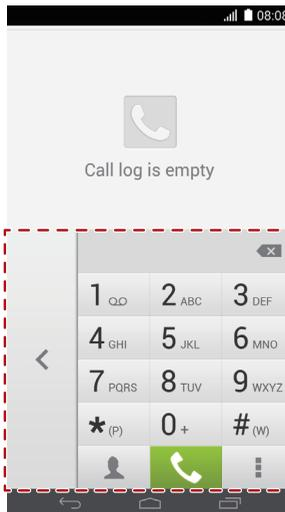 08:08
Call log is empty
1 2 ABC 3 DEF
4 GHI 5 JKL 6 MNO
7 PQRS 8 TUV 9 WXYZ
* (P) 0 + # (W)